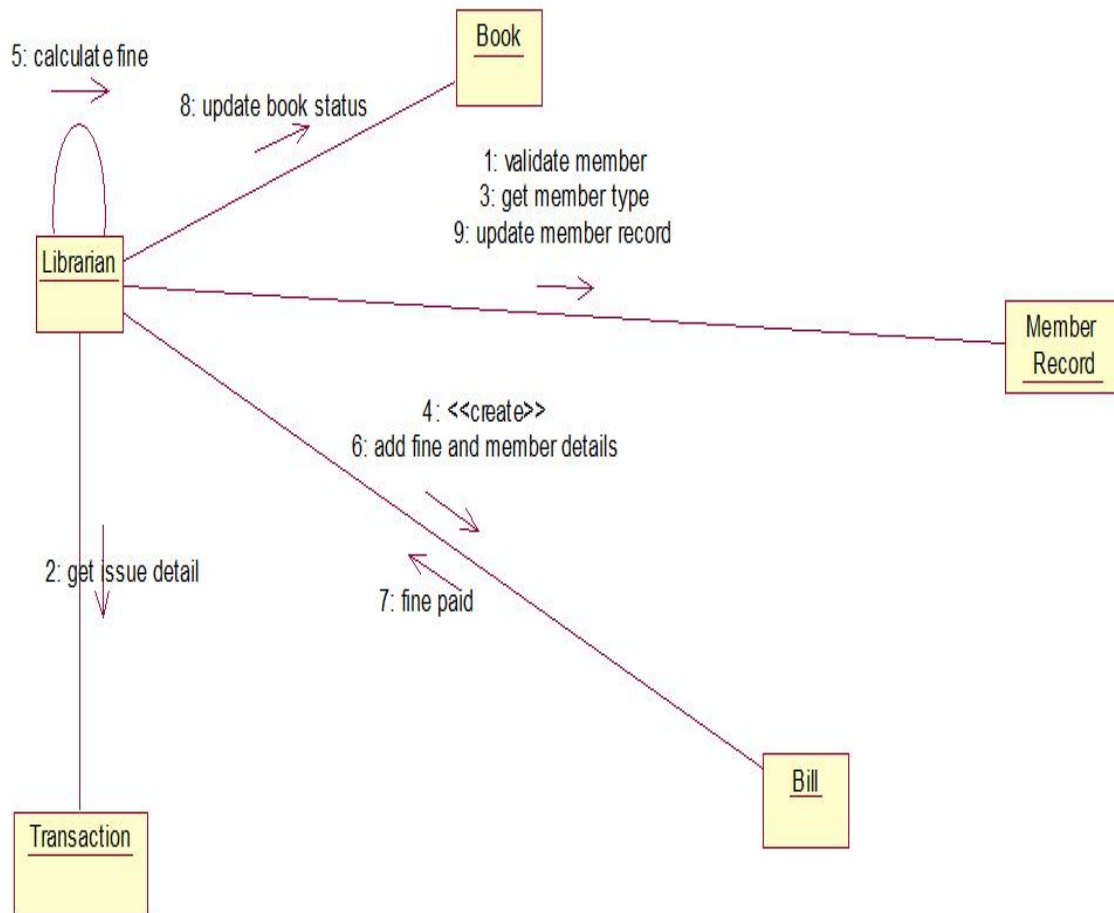 Book
5: calculate fine
8: update book status
1: validate member
3: get member type
9: update member record
Librarian
Member
Record
4: <<create>>
6: add fine and member details
2: get issue detail
7: fine paid
Bill
Transaction